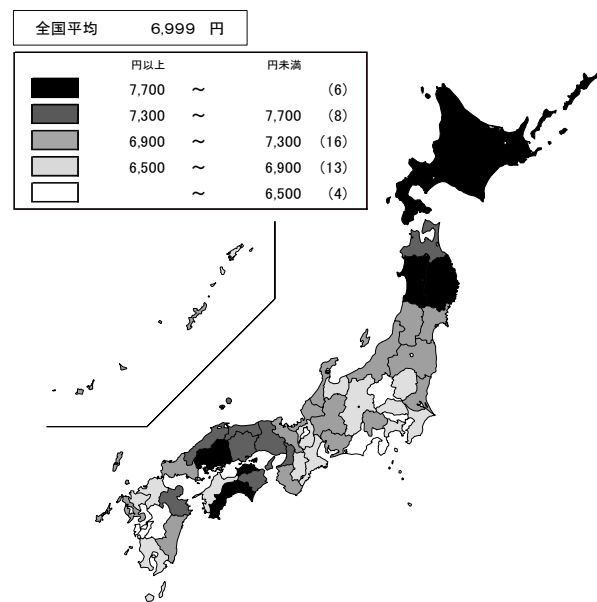 全国平均 6,999 円
円以上 円未満
7,700 ～ （6）
7,300 ～ 7,700 （8）
6,900 ～ 7,300 （16）
6,500 ～ 6,900 （13）
～ 6,500 （4）